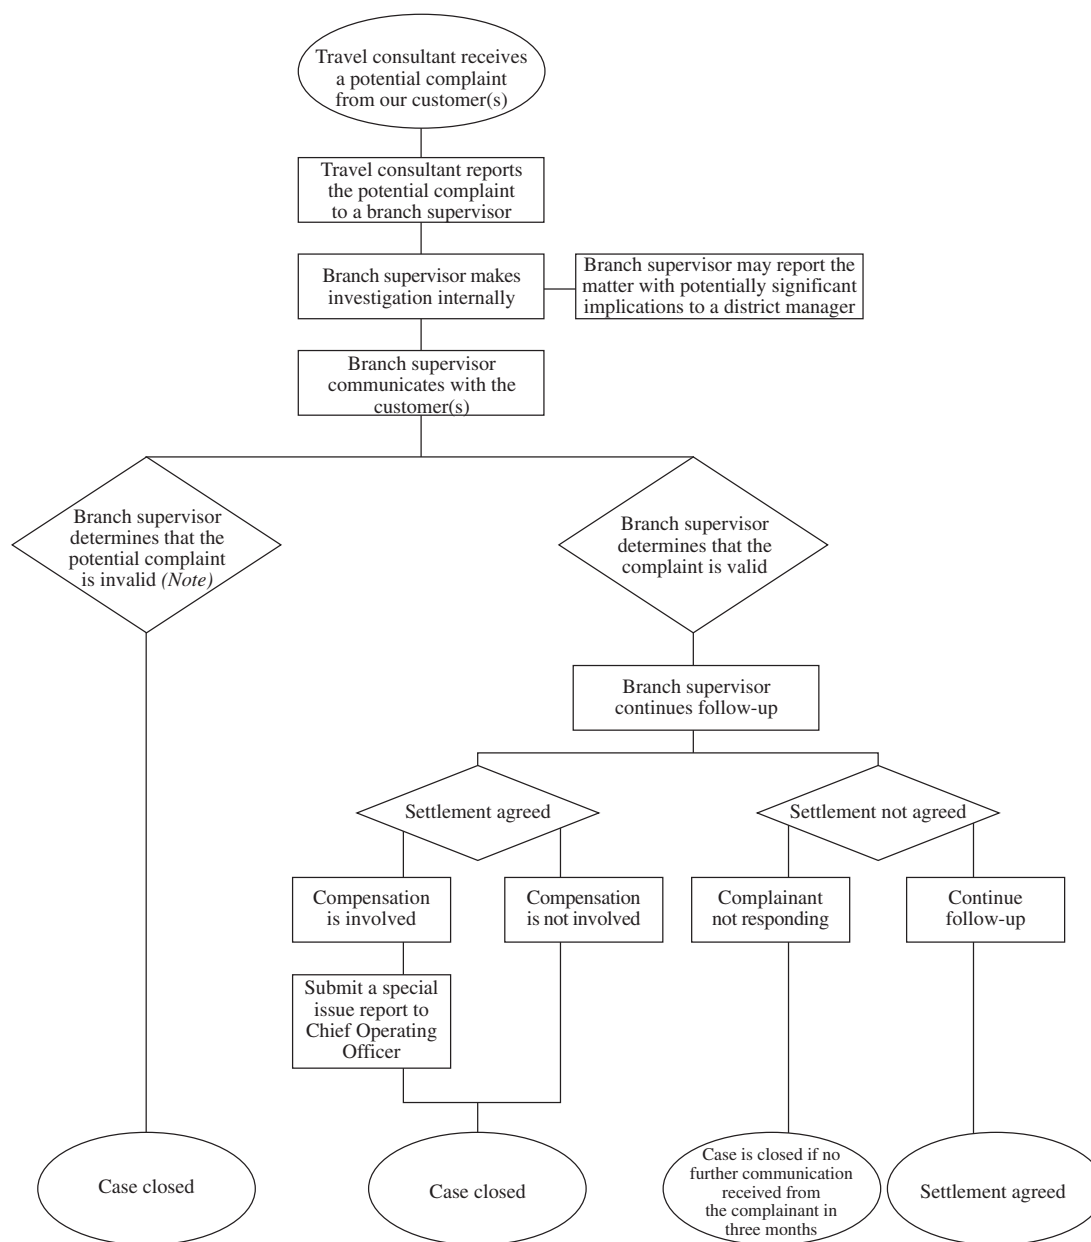 Travel consultant receives
a potential complaint
from our customer(s)
Travel consultant reports
the potential complaint
to a branch supervisor
Branch supervisor makes
investigation internally
Branch supervisor may report the
matter with potentially significant
implications to a district manager
Branch supervisor
communicates with the
customer(s)
Branch supervisor
determines that the
potential complaint
is invalid (Note)
Branch supervisor
determines that the
complaint is valid
Branch supervisor
continues follow-up
Settlement agreed
Settlement not agreed
Compensation
is involved
Compensation
is not involved
Complainant
not responding
Continue
follow-up
Submit a special
issue report to
Chief Operating
Officer
Case closed
Case closed
Case is closed if no
further communication
received from
the complainant in
three months
Settlement agreed